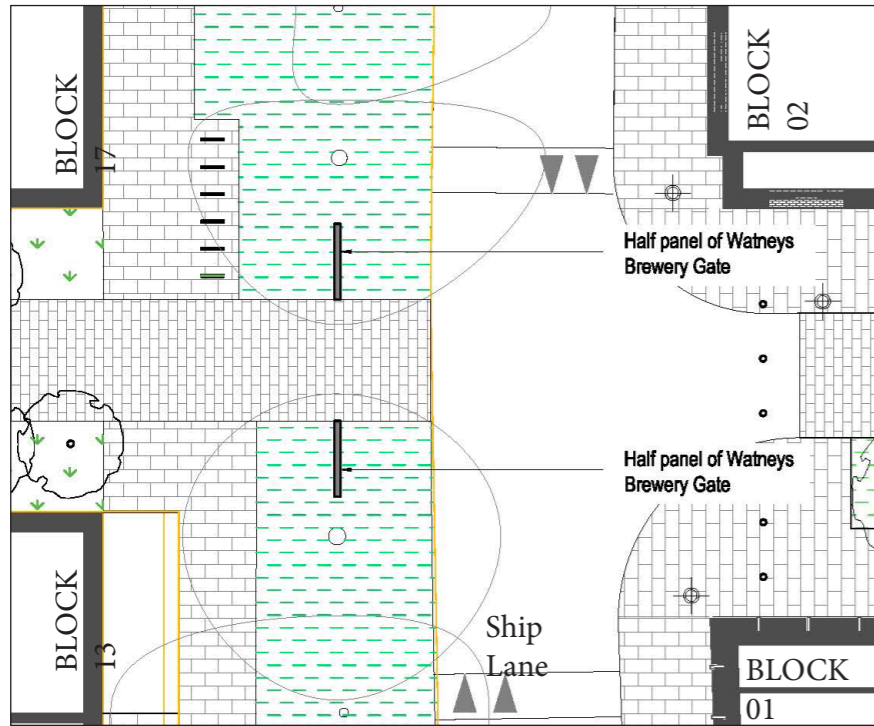 BLOCK
17
BLOCK
02
Half panel of Watneys
Brewery Gate
Half panel of Watneys
Brewery Gate
BLOCK
13
Ship
Lane
BLOCK
01